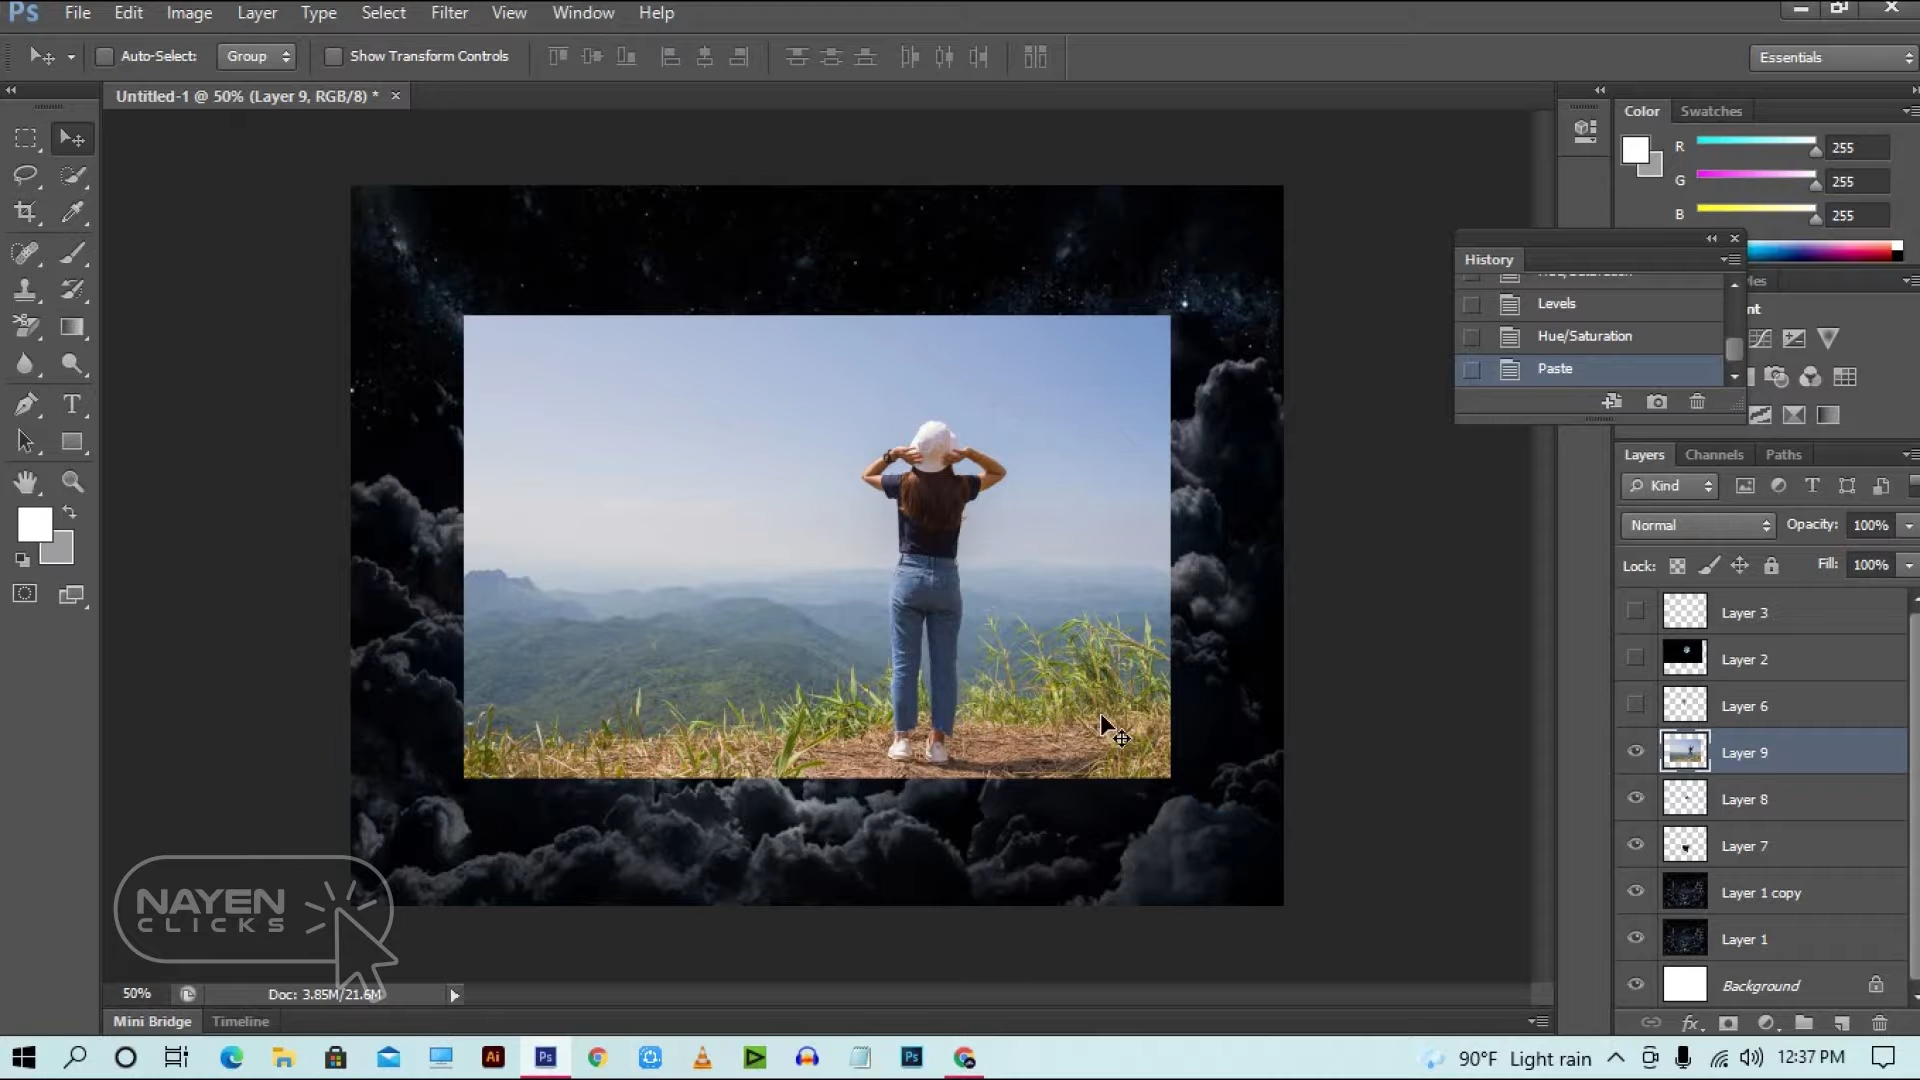 Ps File Edit Image Layer Type Select Filter View Window Help
Auto-Select: Group Show Transform Controls Essentials
Untitled-1 @ 50% (Layer 9, RGB/8) * ×
Color Swatches
R 255
G 255
B 255
History
Levels
Hue/Saturation
Paste
Layers Channels Paths
Kind
Normal Opacity: 100%
Lock: Fill: 100%
Layer 3
Layer 2
Layer 6
Layer 9
Layer 8
Layer 7
Layer 1 copy
Layer 1
Background
fx
NAYEN
CLICKS
50% Doc: 3.85M/21.6M
Mini Bridge Timeline
Ai Ps Ps 90°F Light rain 12:37 PM